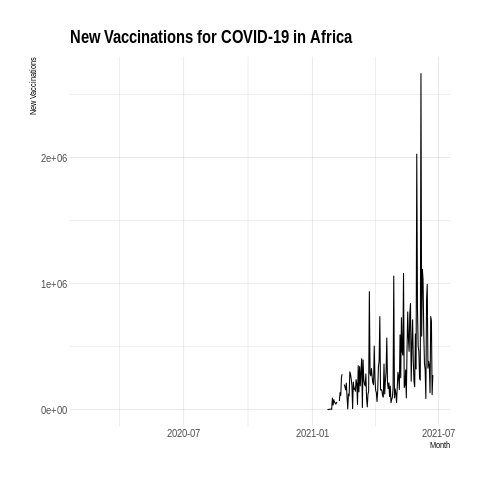 New Vaccinations for COVID-19 in Africa
New Vaccinations
2e+06
1e+06
0e+00
2020-07
2021-01
2021-07
Month